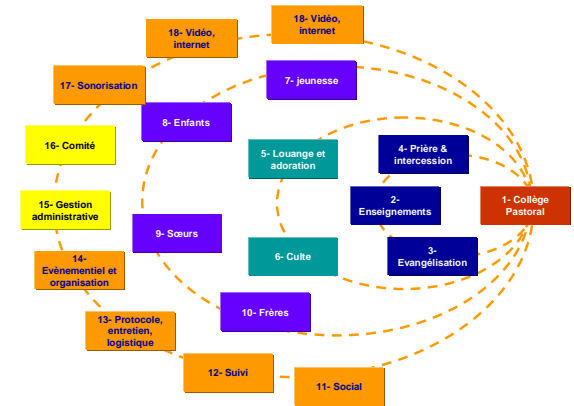 18- Vidéo,
internet
18- Vidéo,
internet
17- Sonorisation
7- jeunesse
8- Enfants
16- Comité
5- Louange et
adoration
4- Prière &
intercession
15- Gestion
administrative
2-
Enseignements
1- Collège
Pastoral
9- Sœurs
6- Culte
3-
Evangélisation
14-
Evènementiel et
organisation
13- Protocole,
entretien,
logistique
10- Frères
12- Suivi
11- Social